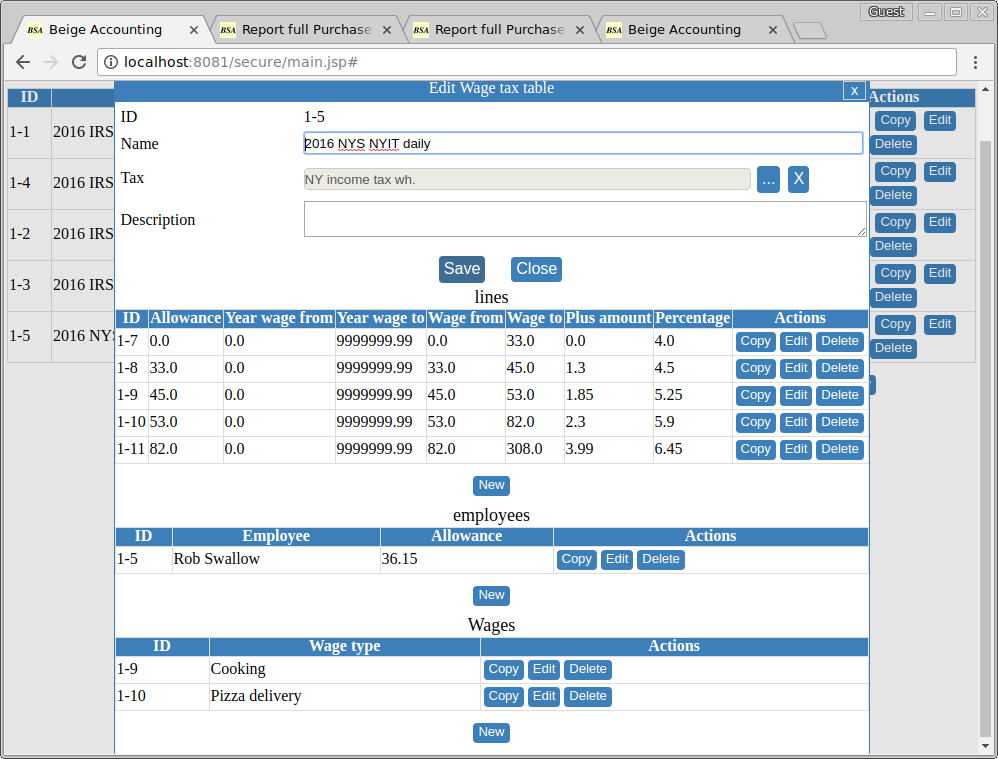 Guest
BSA Beige Accounting
BSA Report full Purchase
BSA Report full Purchase
BSA Beige Accounting
localhost:8081/secure/main.jsp#
ID Actions
1-1 2016 IRS Copy Edit Delete
1-4 2016 IRS Copy Edit Delete
1-2 2016 IRS Copy Edit Delete
1-3 2016 IRS Copy Edit Delete
1-5 2016 NYS Copy Edit Delete
Edit Wage tax table x
ID 1-5
Name 2016 NYS NYIT daily
Tax NY income tax wh. ... X
Description
Save Close
lines
ID Allowance Year wage from Year wage to Wage from Wage to Plus amount Percentage Actions
1-7 0.0 0.0 9999999.99 0.0 33.0 0.0 4.0 Copy Edit Delete
1-8 33.0 0.0 9999999.99 33.0 45.0 1.3 4.5 Copy Edit Delete
1-9 45.0 0.0 9999999.99 45.0 53.0 1.85 5.25 Copy Edit Delete
1-10 53.0 0.0 9999999.99 53.0 82.0 2.3 5.9 Copy Edit Delete
1-11 82.0 0.0 9999999.99 82.0 308.0 3.99 6.45 Copy Edit Delete
New
employees
ID Employee Allowance Actions
1-5 Rob Swallow 36.15 Copy Edit Delete
New
Wages
ID Wage type Actions
1-9 Cooking Copy Edit Delete
1-10 Pizza delivery Copy Edit Delete
New